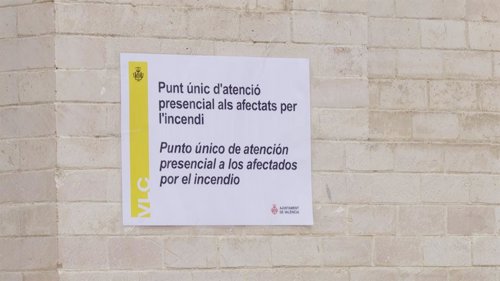 Punt únic d'atenció
presencial als afectats per
l'incendi
Punto único de atención
presencial a los afectados
por el incendio
VLC
AJUNTAMENT
DE VALÈNCIA